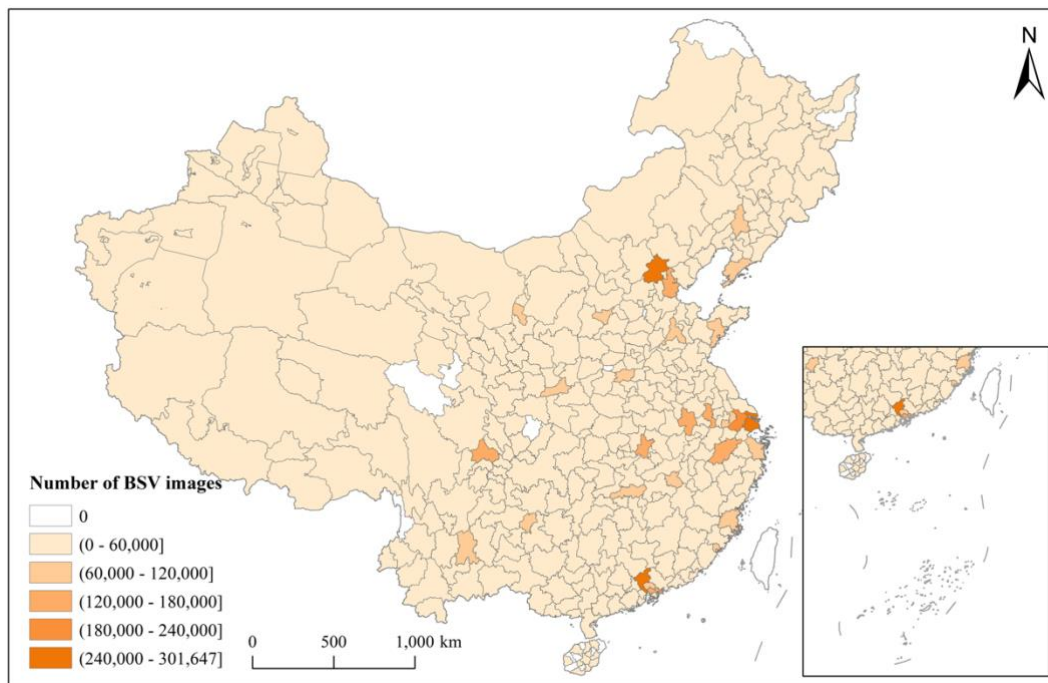 N
Number of BSV images
0
(0 - 60,000]
(60,000 - 120,000]
(120,000 - 180,000]
(180,000 - 240,000]
(240,000 - 301,647]
0 500 1,000 km